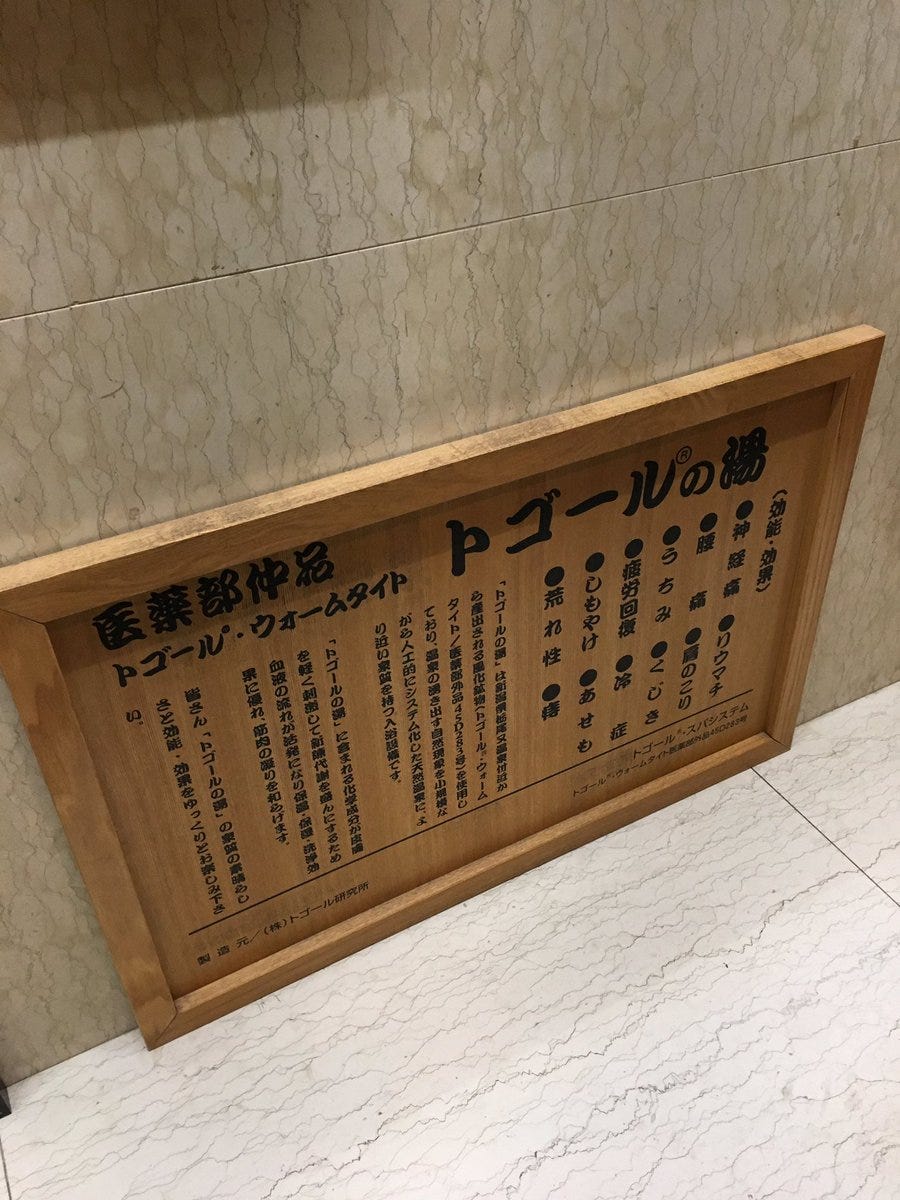 トゴール®の湯
(効能・効果)
●神経痛 ●リウマチ
●腰痛 ●肩のこり
●うちみ ●くじき
●疲労回復 ●冷症
●しもやけ ●あせも
●荒れ性 ●痔
トゴール®・スパシステム
トゴール®・ウォームタイト医薬部外品45D283号
医薬部外品
トゴール®・ウォームタイト
「トゴールの湯」は新潟県栃尾又温泉付近か
ら産出される風化鉱物「トゴール®・ウォーム
タイト/医薬部外品45D283号」を使用し
ており、温泉の湧き出す自然現象を小規模な
がら人工的にシステム化した天然温泉に、よ
り近い泉質を持つ入浴設備です。
「トゴールの湯」に含まれる化学成分が皮膚
を軽く刺激して新陳代謝を盛んにするため
血液の流れが活発になり保温・保湿・洗浄効
果に優れ、筋肉の凝りを和らげます。
皆さん「トゴールの湯」の泉質の素晴らし
さと効能・効果をゆっくりとお楽しみ下さ
い。
製造元/(株)トゴール研究所